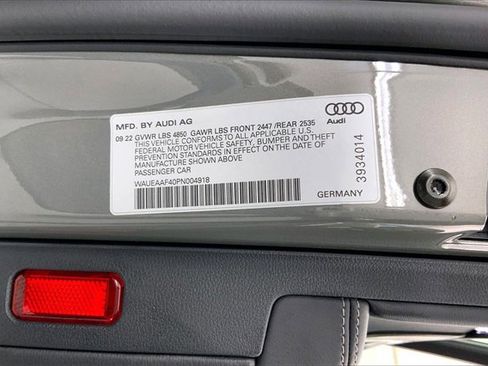 MFD. BY AUDI AG
09 22 GVWR LBS 4850 GAWR LBS FRONT 2447 /REAR 2535
THIS VEHICLE CONFORMS TO ALL APPLICABLE U.S.
FEDERAL MOTOR VEHICLE SAFETY, BUMPER AND THEFT
PREVENTION STANDARDS IN EFFECT ON THE DATE OF
MANUFACTURE SHOWN ABOVE
PASSENGER CAR
WAUEAAF40PN004918
Audi
3934014
GERMANY